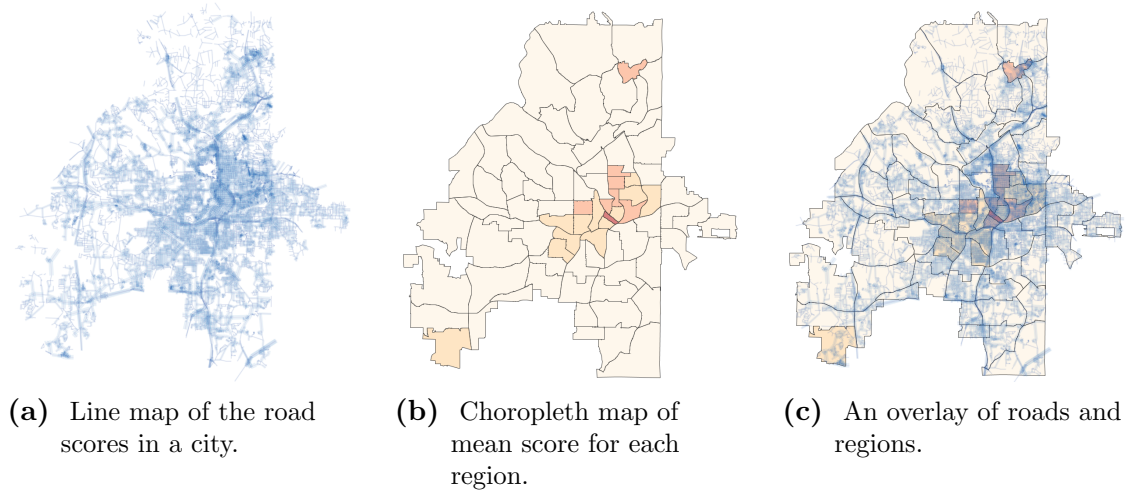 (a) Line map of the road
scores in a city.
(b) Choropleth map of
mean score for each
region.
(c) An overlay of roads and
regions.